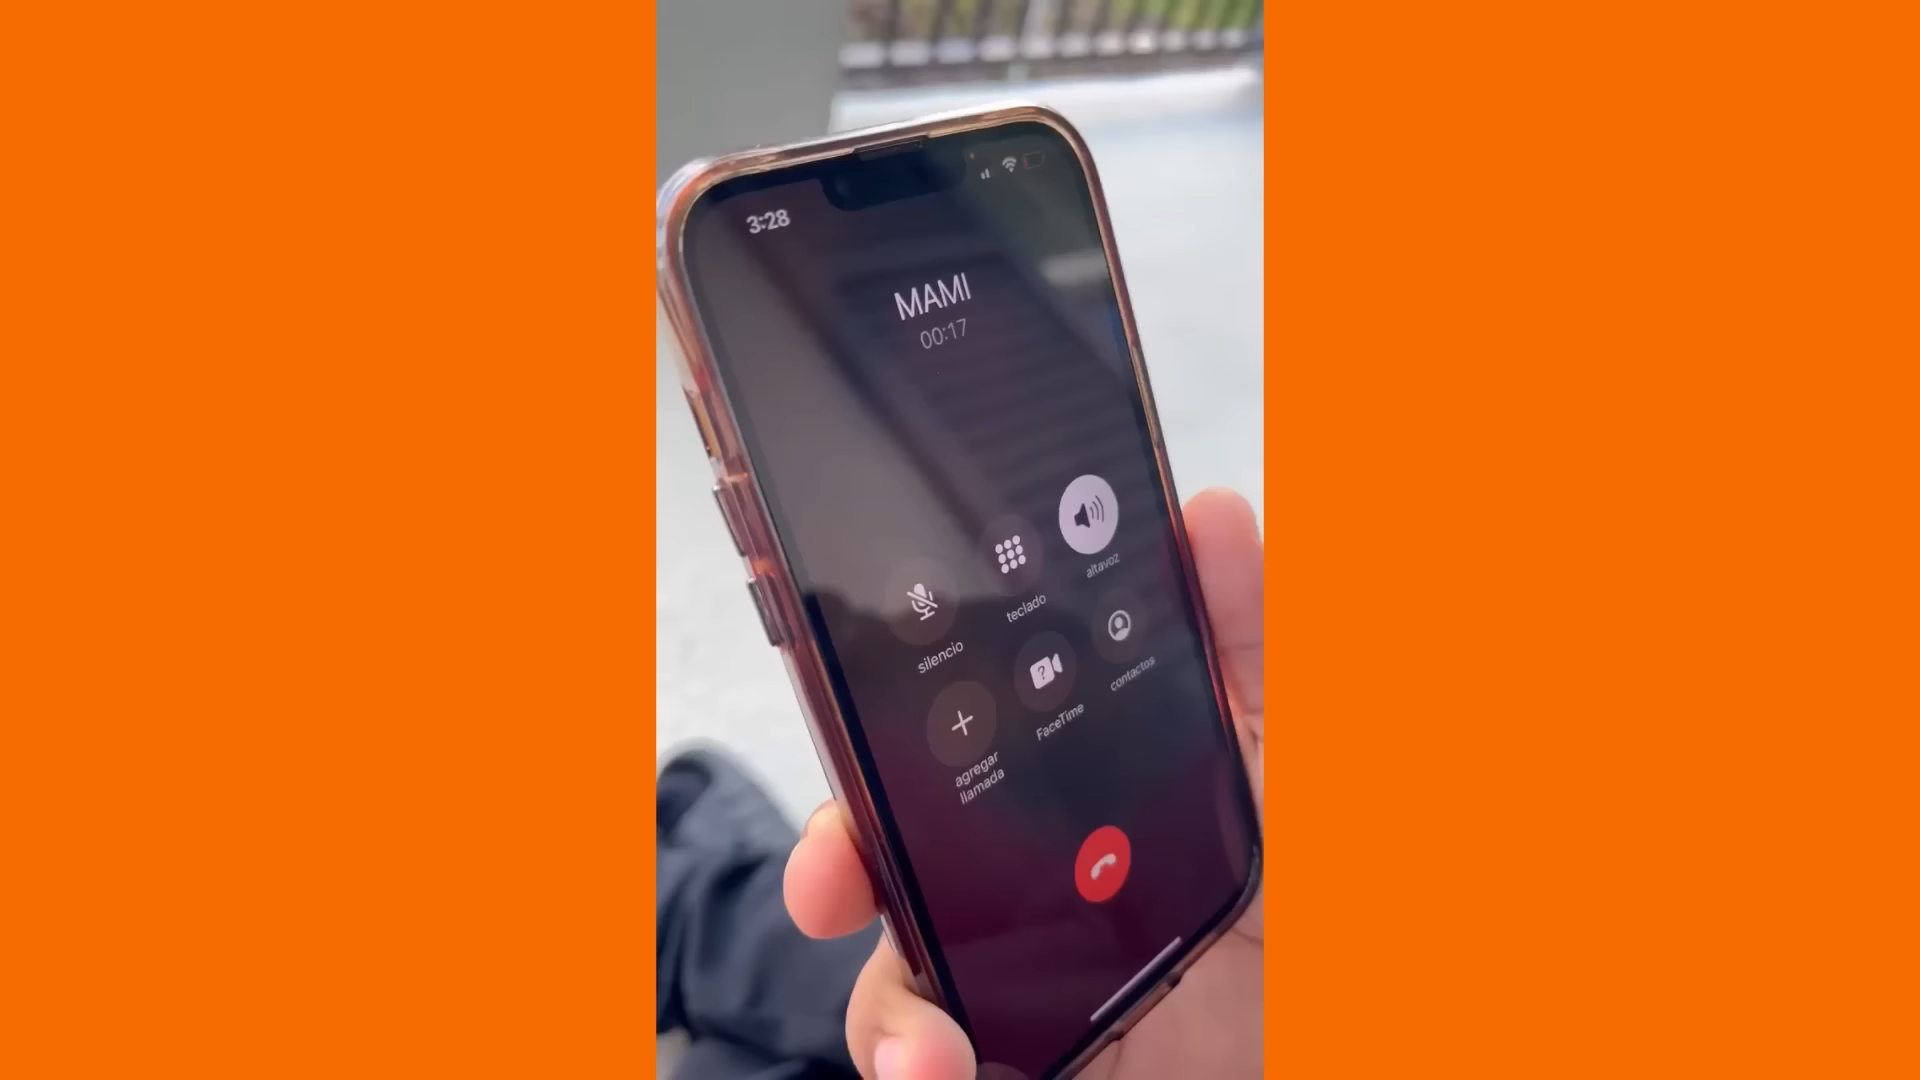 3:28
MAMI
00:17
silencio
teclado
altavoz
agregar
llamada
FaceTime
contactos